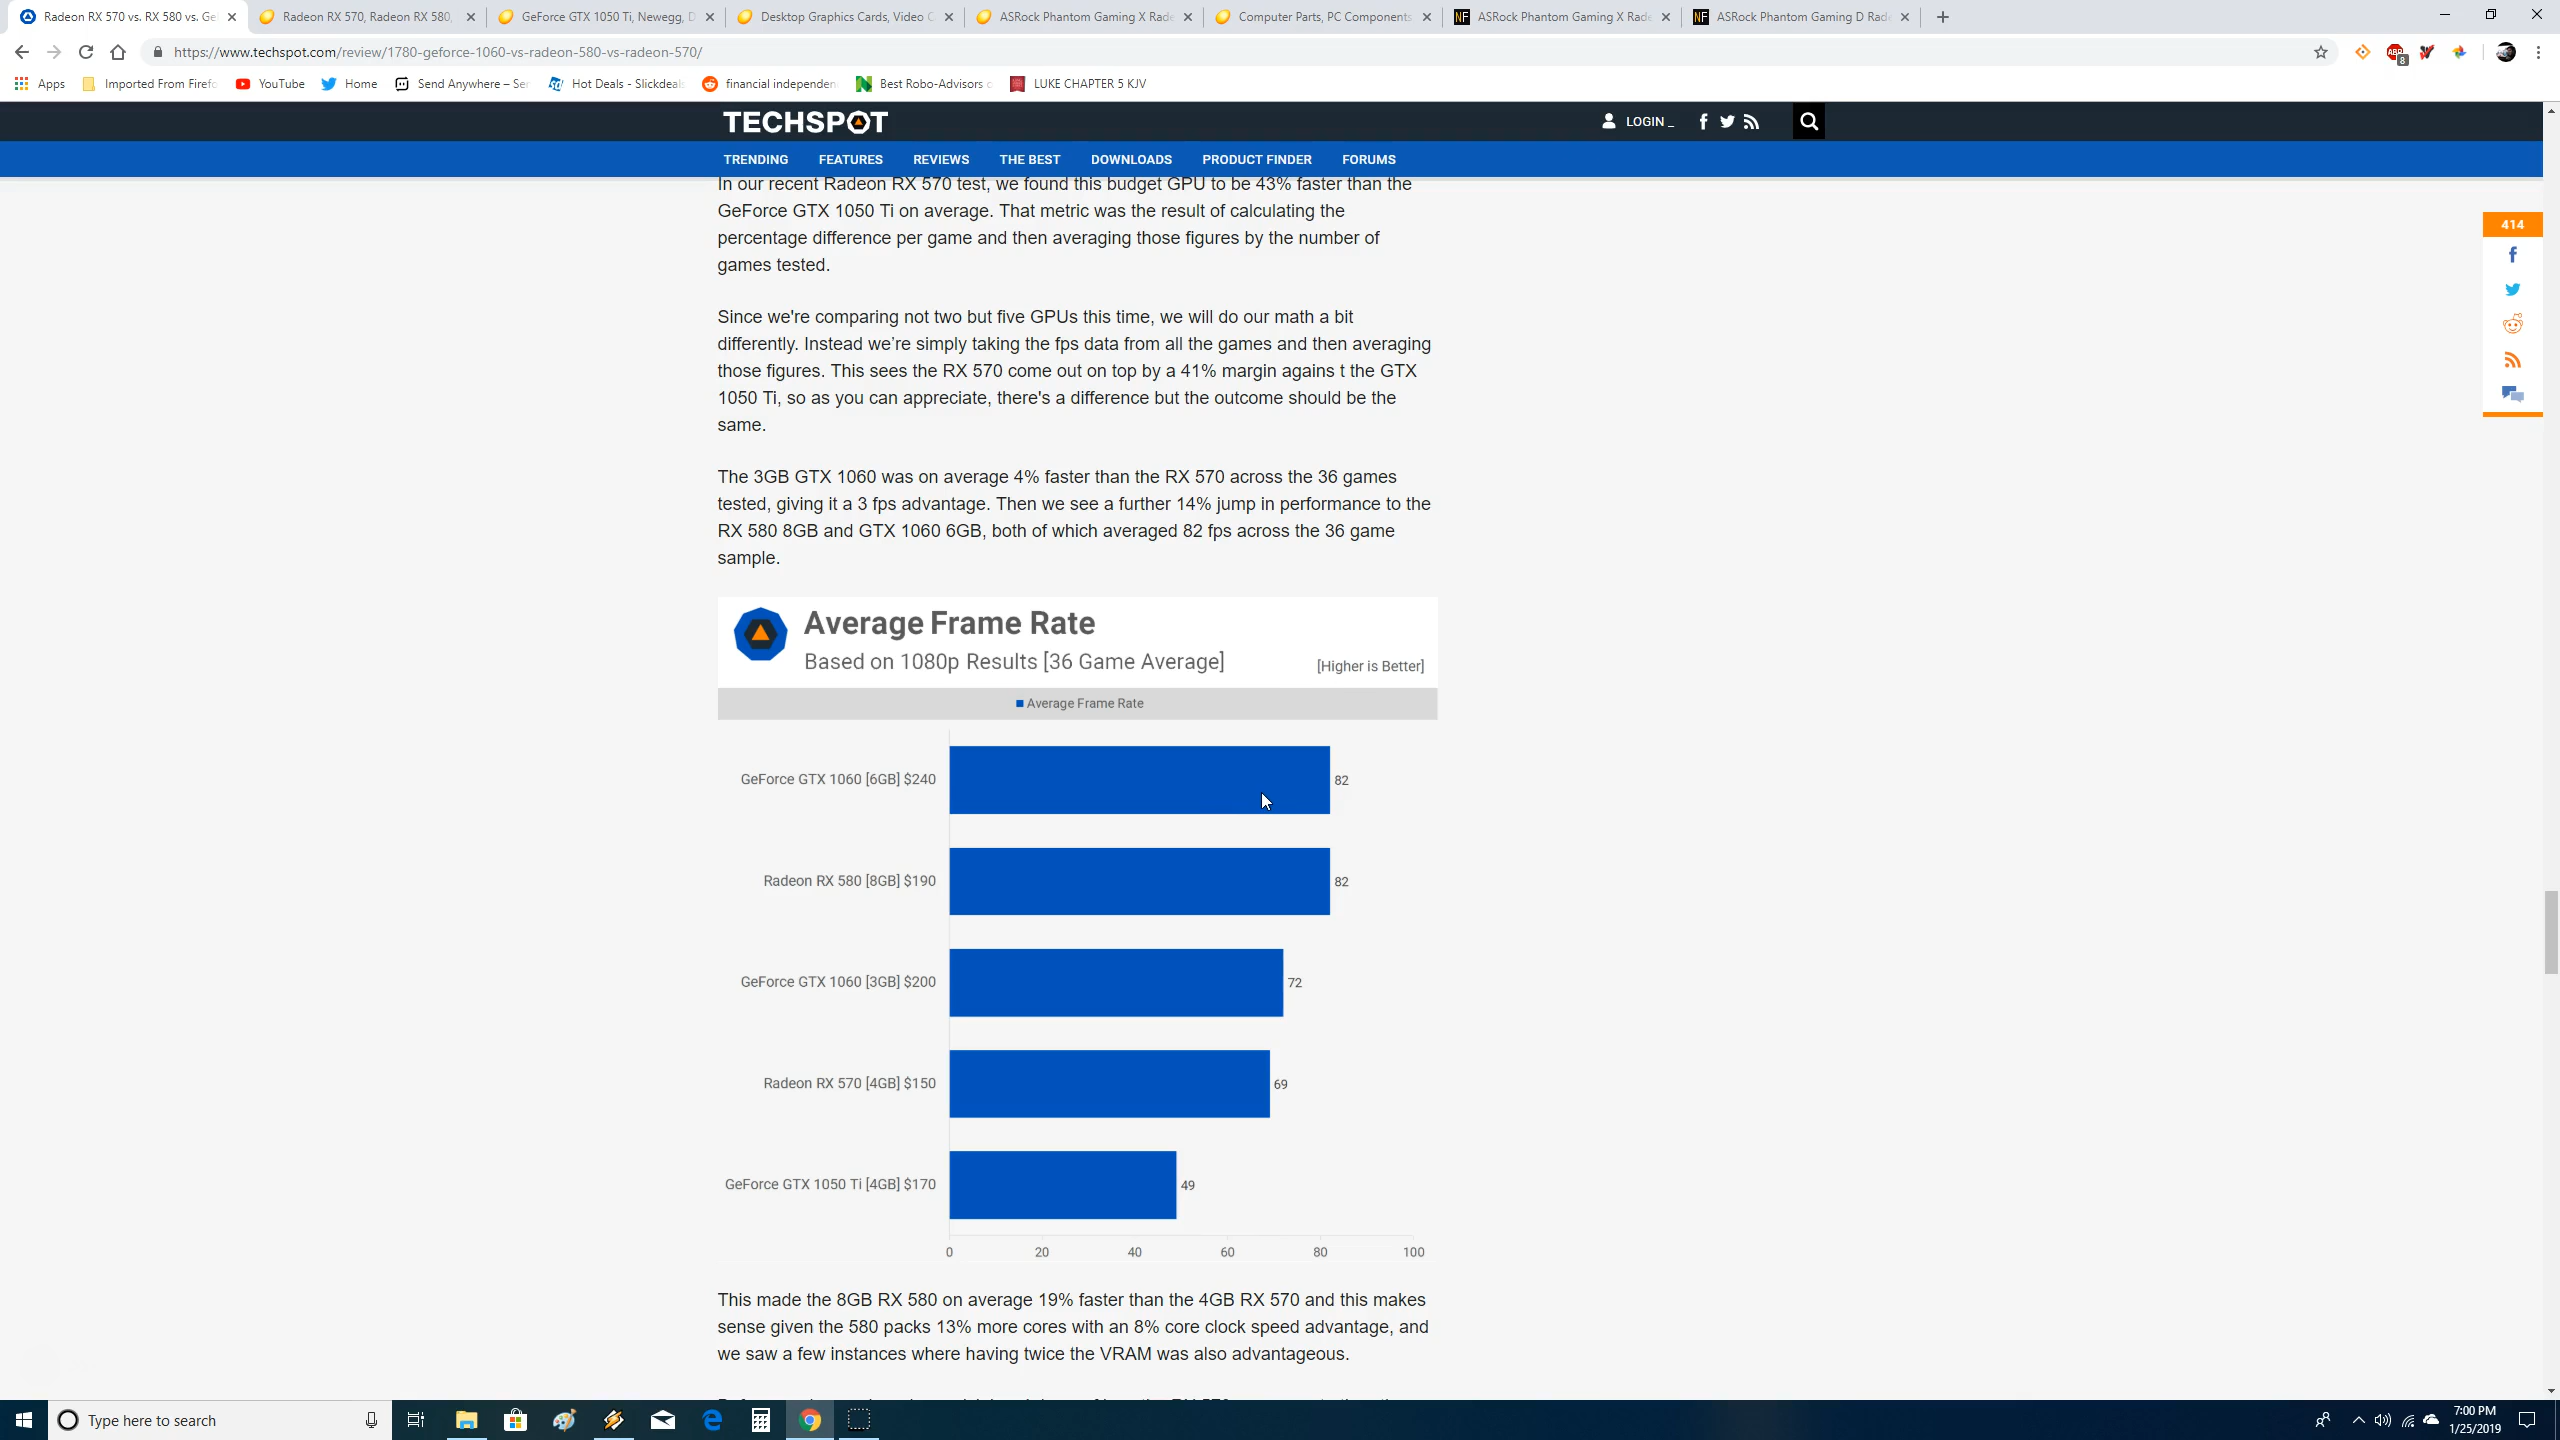 Radeon RX 570 vs. RX 580 vs. Ge
Radeon RX 570, Radeon RX 580,
GeForce GTX 1050 Ti, Newegg, D
Desktop Graphics Cards, Video C
ASRock Phantom Gaming X Rade
Computer Parts, PC Components
NF ASRock Phantom Gaming X Rade
NF ASRock Phantom Gaming D Rade
https://www.techspot.com/review/1780-geforce-1060-vs-radeon-580-vs-radeon-570/
ABP
8
Apps
Imported From Firefo
YouTube
Home
Send Anywhere – Se
Hot Deals - Slickdeal
financial independen
Best Robo-Advisors
LUKE CHAPTER 5 KJV
TECHSPOT
LOGIN _
TRENDING FEATURES REVIEWS THE BEST DOWNLOADS PRODUCT FINDER FORUMS
In our recent Radeon RX 570 test, we found this budget GPU to be 43% faster than the
GeForce GTX 1050 Ti on average. That metric was the result of calculating the
percentage difference per game and then averaging those figures by the number of
games tested.
414
Since we're comparing not two but five GPUs this time, we will do our math a bit
differently. Instead we’re simply taking the fps data from all the games and then averaging
those figures. This sees the RX 570 come out on top by a 41% margin agains t the GTX
1050 Ti, so as you can appreciate, there's a difference but the outcome should be the
same.
The 3GB GTX 1060 was on average 4% faster than the RX 570 across the 36 games
tested, giving it a 3 fps advantage. Then we see a further 14% jump in performance to the
RX 580 8GB and GTX 1060 6GB, both of which averaged 82 fps across the 36 game
sample.
Average Frame Rate
Based on 1080p Results [36 Game Average]
[Higher is Better]
Average Frame Rate
GeForce GTX 1060 [6GB] $240 82
Radeon RX 580 [8GB] $190 82
GeForce GTX 1060 [3GB] $200 72
Radeon RX 570 [4GB] $150 69
GeForce GTX 1050 Ti [4GB] $170 49
0 20 40 60 80 100
This made the 8GB RX 580 on average 19% faster than the 4GB RX 570 and this makes
sense given the 580 packs 13% more cores with an 8% core clock speed advantage, and
we saw a few instances where having twice the VRAM was also advantageous.
Type here to search
7:00 PM
1/25/2019